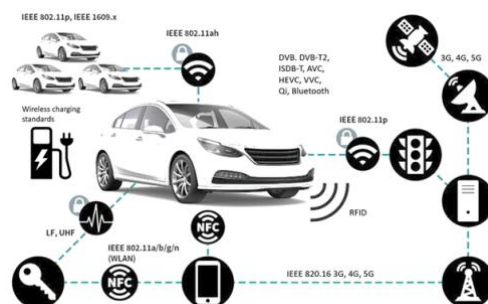 IEEE 802.11p, IEEE 1609.x
IEEE 802.11ah
DVB. DVB-T2,
ISDB-T, AVC,
HEVC, VVC,
Qi, Bluetooth
3G, 4G, 5G
Wireless charging
standards
IEEE 802.11p
RFID
LF, UHF
NFC
IEEE 802.11a/b/g/n
(WLAN)
NFC
IEEE 820.16 3G, 4G, 5G